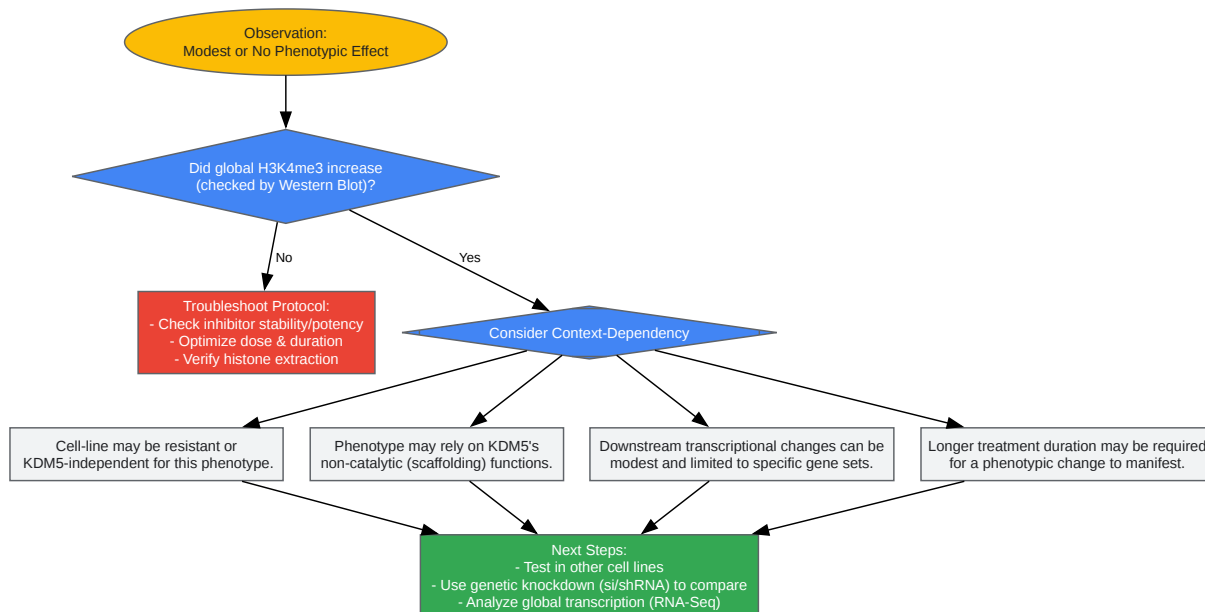 Observation:
Modest or No Phenotypic Effect
Did global H3K4me3 increase
(checked by Western Blot)?
No
Yes
Troubleshoot Protocol:
- Check inhibitor stability/potency
- Optimize dose & duration
- Verify histone extraction
Consider Context-Dependency
Cell-line may be resistant or
KDM5-independent for this phenotype.
Phenotype may rely on KDM5's
non-catalytic (scaffolding) functions.
Downstream transcriptional changes can be
modest and limited to specific gene sets.
Longer treatment duration may be required
for a phenotypic change to manifest.
Next Steps:
- Test in other cell lines
- Use genetic knockdown (si/shRNA) to compare
- Analyze global transcription (RNA-Seq)